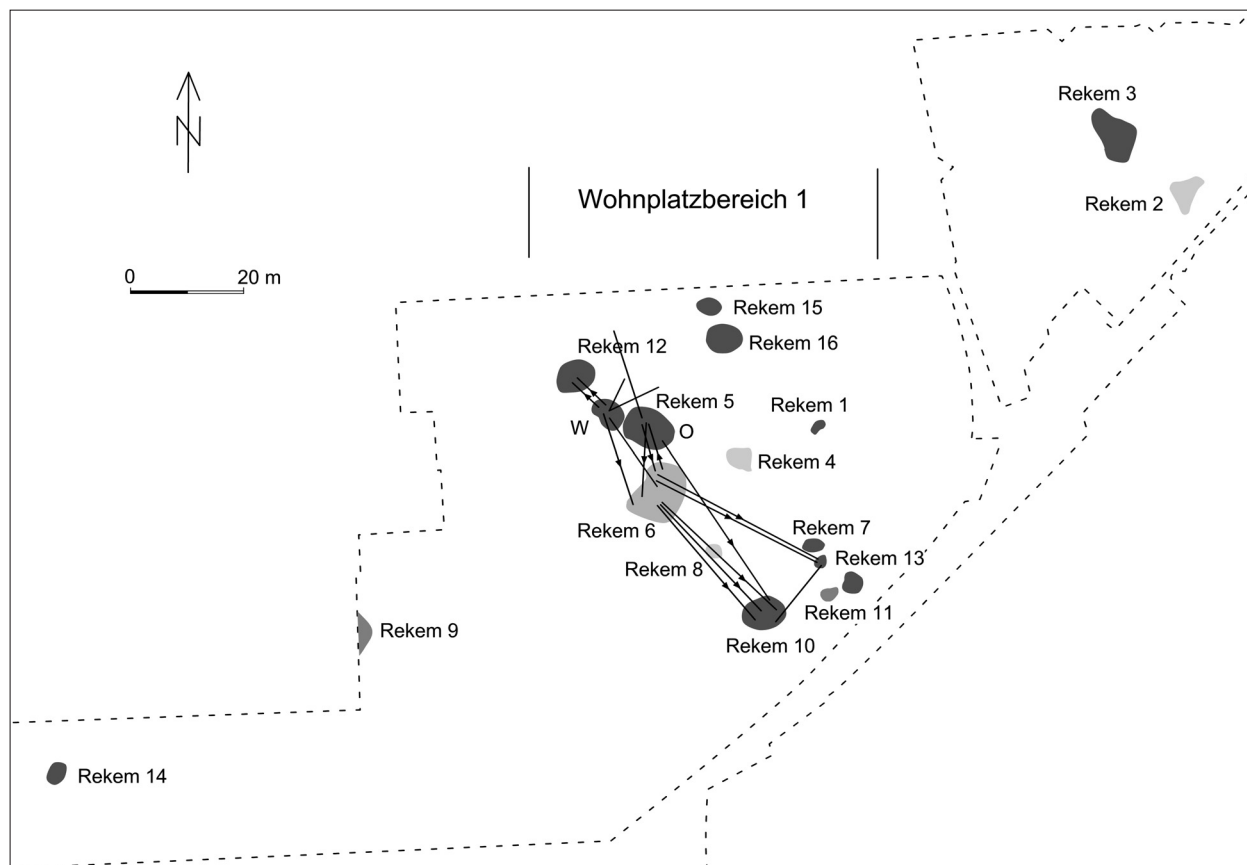 Rekem 3
N
Wohnplatzbereich 1
Rekem 2
0 20 m
Rekem 15
Rekem 12
Rekem 16
Rekem 5
Rekem 1
W
O
Rekem 4
Rekem 6
Rekem 7
Rekem 13
Rekem 8
Rekem 11
Rekem 9
Rekem 10
Rekem 14